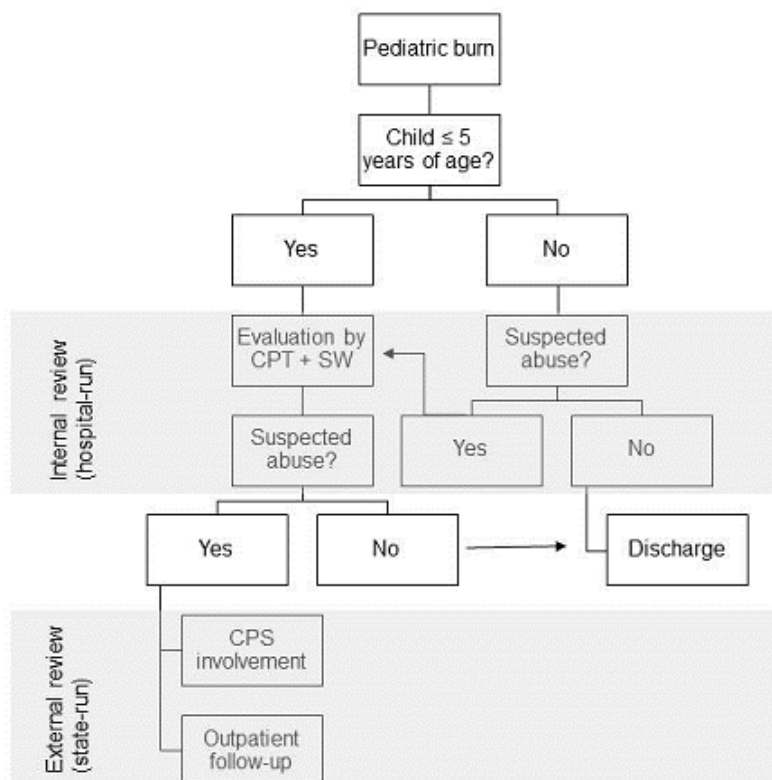 Pediatric burn
Child ≤ 5
years of age?
Yes
No
Internal review
(hospital-run)
Evaluation by
CPT + SW
Suspected
abuse?
Suspected
abuse?
Yes
No
Yes
No
Discharge
External review
(state-run)
CPS
involvement
Outpatient
follow-up